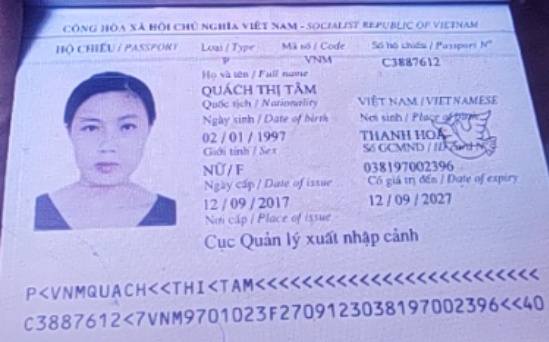 CỘNG HÒA XÃ HỘI CHỦ NGHĨA VIỆT NAM - SOCIALIST REPUBLIC OF VIETNAM
HỘ CHIẾU / PASSPORT Loại / Type Mã số / Code Số hộ chiếu / Passport Nº
P VNM C3887612
Họ và tên / Full name
QUÁCH THỊ TÂM
Quốc tịch / Nationality VIỆT NAM / VIETNAMESE
Ngày sinh / Date of birth Nơi sinh / Place of birth
02 / 01 / 1997 THANH HOÁ
Giới tính / Sex Số GCMND / ID Card Nº
NỮ / F 038197002396
Ngày cấp / Date of issue Có giá trị đến / Date of expiry
12 / 09 / 2017 12 / 09 / 2027
Nơi cấp / Place of issue
Cục Quản lý xuất nhập cảnh
P<VNMQUACH<<THI<TAM<<<<<<<<<<<<<<<<<<<<<<<<<
C3887612<7VNM9701023F2709123038197002396<<40